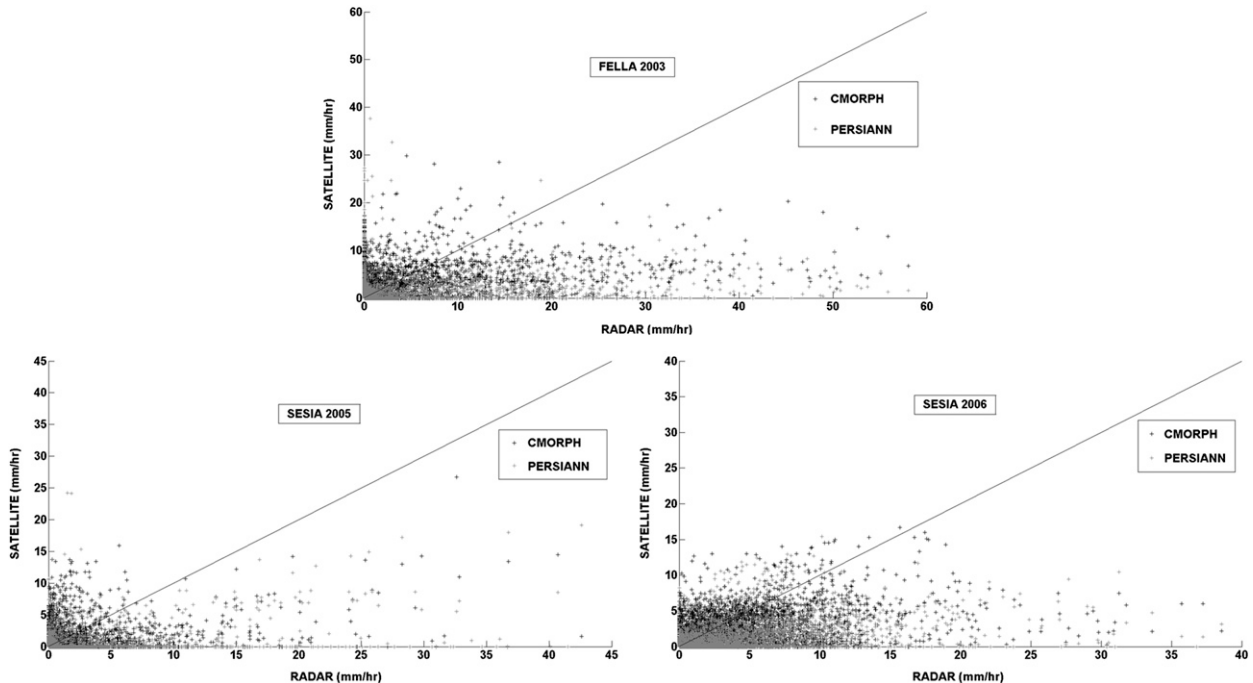 60
50
40
30
20
10
0
SATELLITE (mm/hr)
FELLA 2003
CMORPH
PERSIANN
0 10 20 30 40 50 60
RADAR (mm/hr)
45
40
35
30
25
20
15
10
5
0
SATELLITE (mm/hr)
SESIA 2005
CMORPH
PERSIANN
0 5 10 15 20 25 30 35 40 45
RADAR (mm/hr)
40
35
30
25
20
15
10
5
0
SATELLITE (mm/hr)
SESIA 2006
CMORPH
PERSIANN
0 5 10 15 20 25 30 35 40
RADAR (mm/hr)